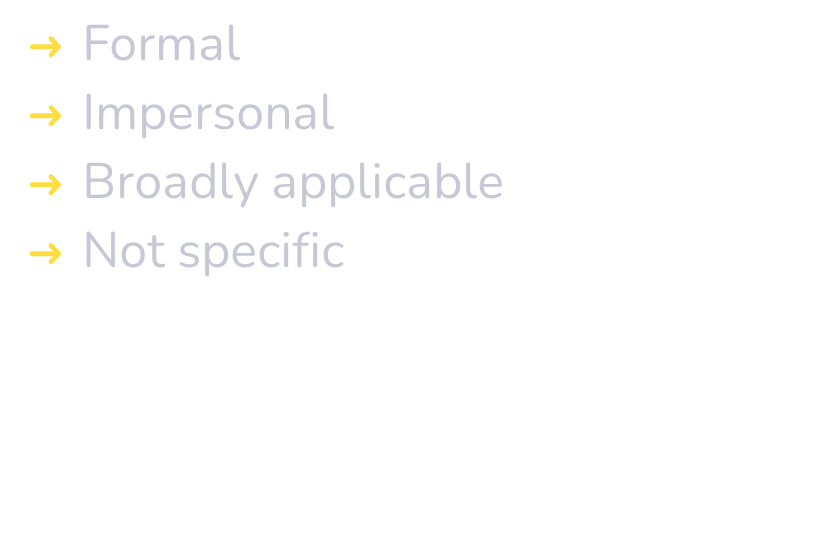 → Formal
→ Impersonal
→ Broadly applicable
→ Not specific